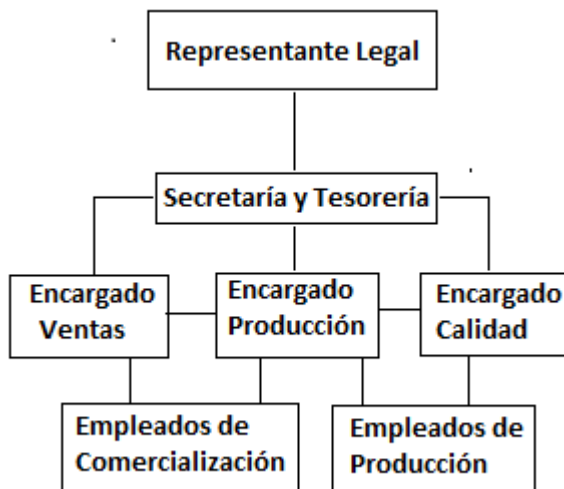 Representante Legal
Secretaría y Tesorería
Encargado
Ventas
Encargado
Producción
Encargado
Calidad
Empleados de
Comercialización
Empleados de
Producción